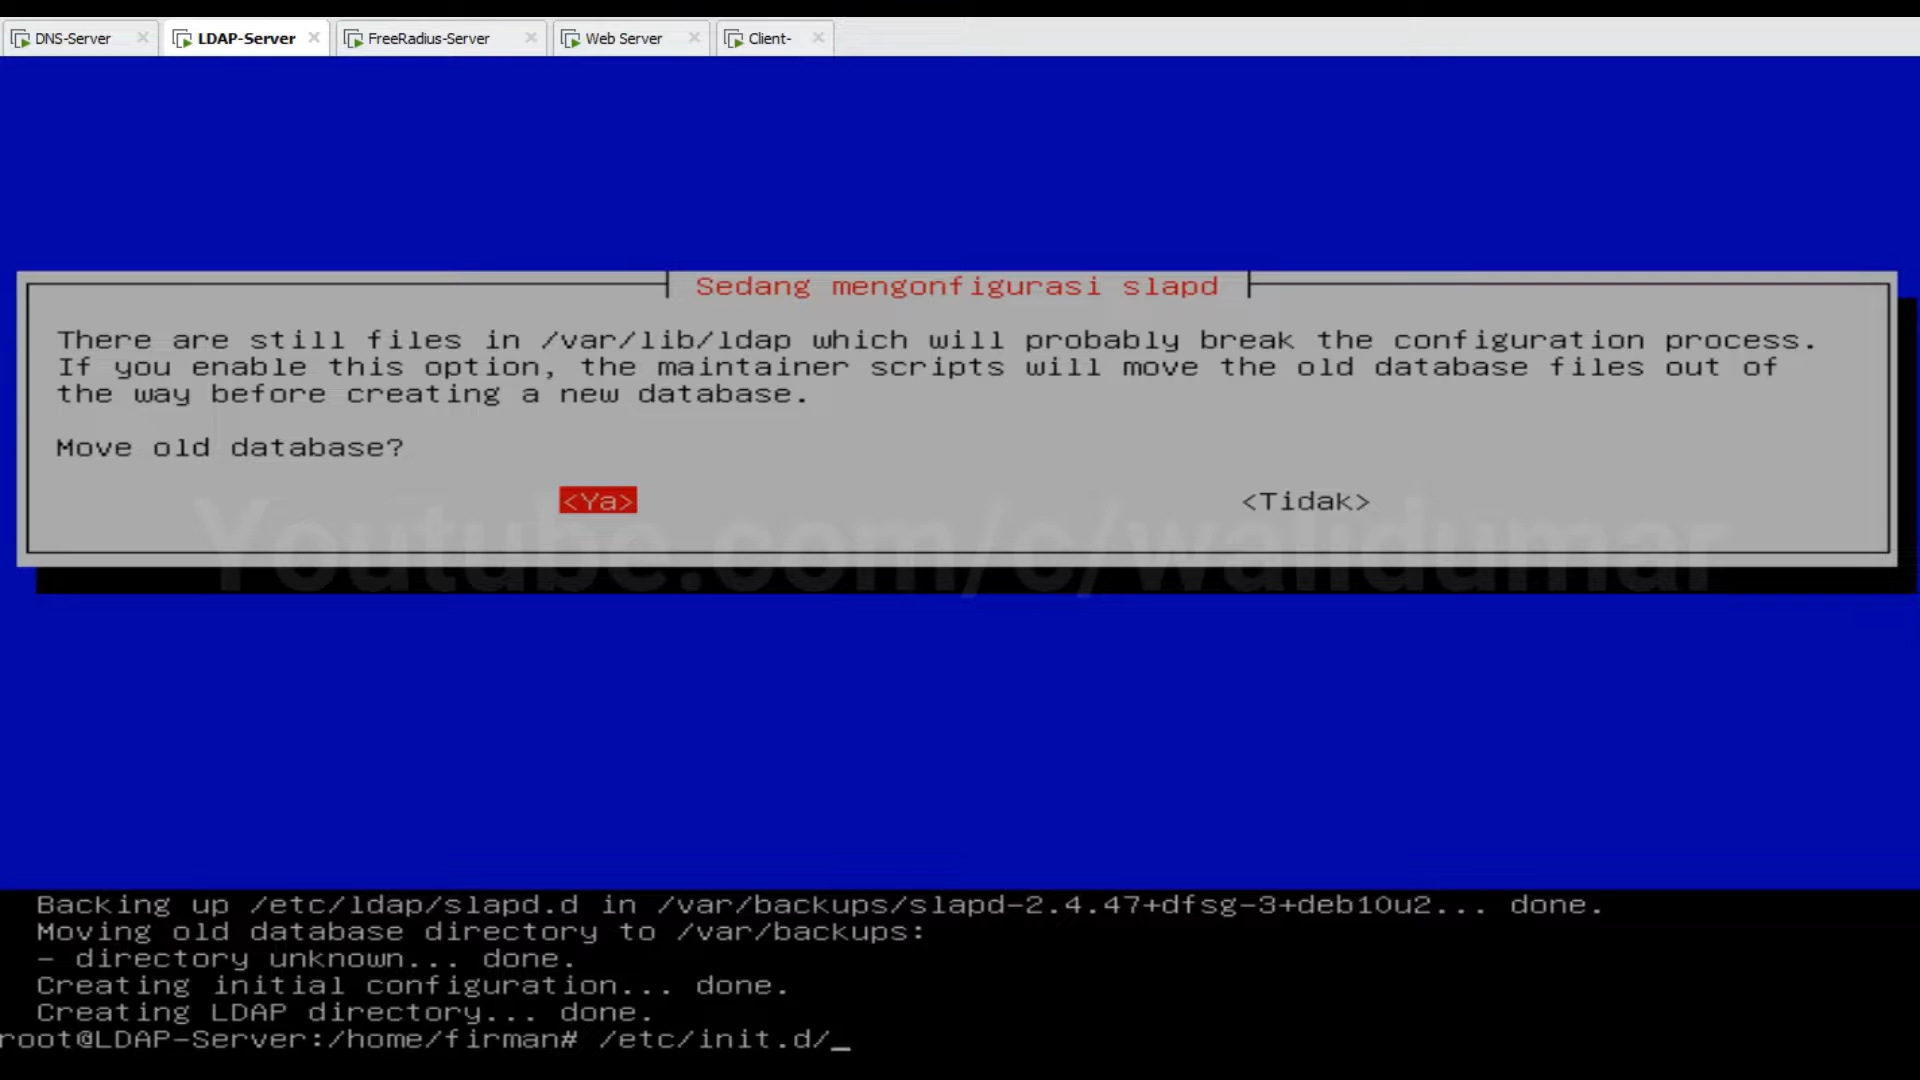 DNS-Server
LDAP-Server
FreeRadius-Server
Web Server
Client-
Sedang mengonfigurasi slapd
There are still files in /var/lib/ldap which will probably break the configuration process.
If you enable this option, the maintainer scripts will move the old database files out of
the way before creating a new database.
Move old database?
<Ya>
<Tidak>
Youtube.com/c/walidumar
Backing up /etc/ldap/slapd.d in /var/backups/slapd-2.4.47+dfsg-3+deb10u2... done.
Moving old database directory to /var/backups:
- directory unknown... done.
Creating initial configuration... done.
Creating LDAP directory... done.
root@LDAP-Server:/home/firman# /etc/init.d/_